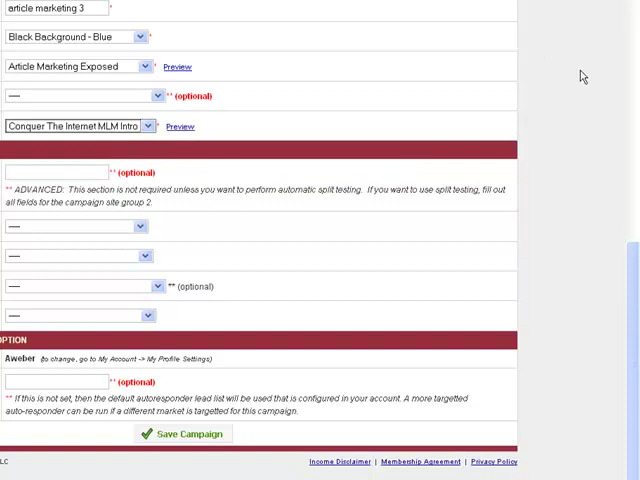 article marketing 3 *
Black Background - Blue *
Article Marketing Exposed * Preview
---- ** (optional)
Conquer The Internet MLM Intro * Preview
** (optional)
** ADVANCED: This section is not required unless you want to perform automatic split testing. If you want to use split testing, fill out
all fields for the campaign site group 2.
----
----
---- ** (optional)
----
OPTION
Aweber (to change, go to My Account -> My Profile Settings)
** (optional)
** If this is not set, then the default autoresponder lead list will be used that is configured in your account. A more targetted
auto-responder can be run if a different market is targetted for this campaign.
Save Campaign
LC Income Disclaimer | Membership Agreement | Privacy Policy